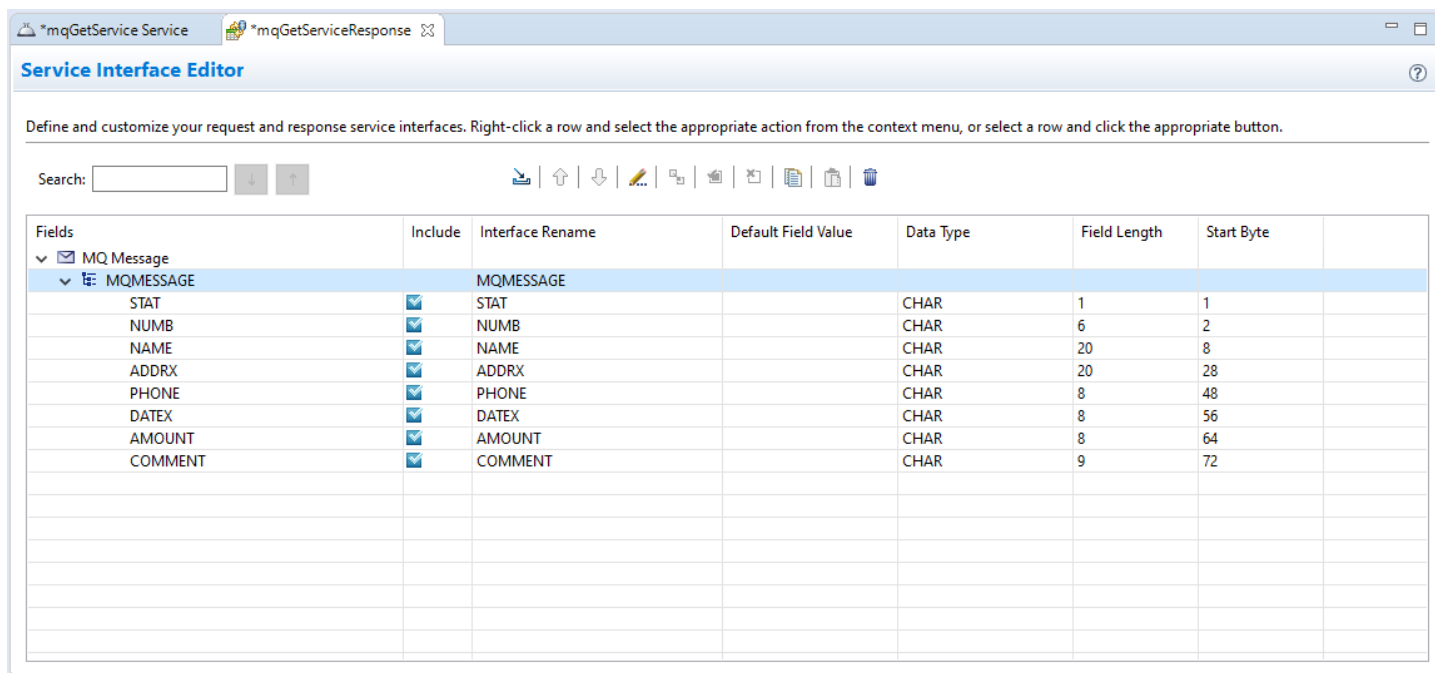 *mqGetService Service *mqGetServiceResponse
Service Interface Editor
Define and customize your request and response service interfaces. Right-click a row and select the appropriate action from the context menu, or select a row and click the appropriate button.
Search:
Fields Include Interface Rename Default Field Value Data Type Field Length Start Byte
MQ Message
MQMESSAGE MQMESSAGE
STAT STAT CHAR 1 1
NUMB NUMB CHAR 6 2
NAME NAME CHAR 20 8
ADDRX ADDRX CHAR 20 28
PHONE PHONE CHAR 8 48
DATEX DATEX CHAR 8 56
AMOUNT AMOUNT CHAR 8 64
COMMENT COMMENT CHAR 9 72